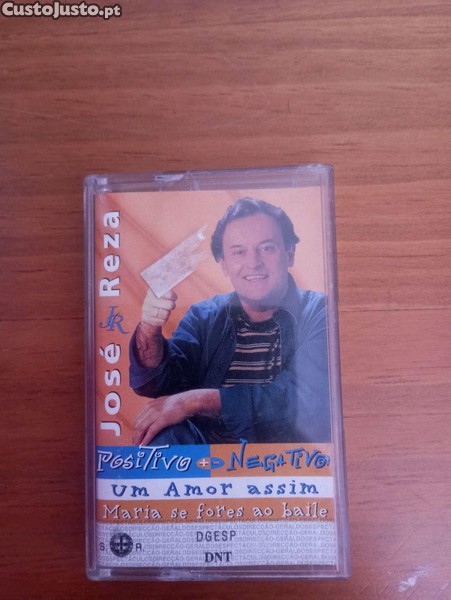 CustoJusto.pt
José JR Reza
PoSiTivo + NEGATIVO
um Amor assim
Maria se fores ao baile
DGESP
S. R.
DNT